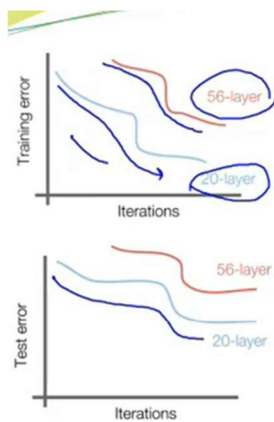 Training error
56-layer
20-layer
Iterations
Test error
56-layer
20-layer
Iterations